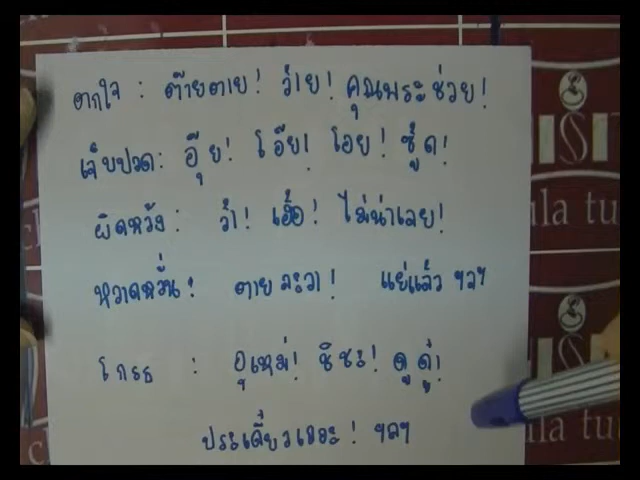 ตกใจ : ต๊ายตาย! ว้าย! คุณพระช่วย!
เจ็บปวด: อุ๊ย! โอ๊ย! โอย! ซู้ด!
ผิดหวัง: ว้า! เฮ้อ! ไม่น่าเลย!
หวาดหวั่น: ตายละวา! แย่แล้ว ฯลฯ
โกรธ : อุเหม่! ชิชะ! ดูดู๋!
ประเดี๋ยวเถอะ! ฯลฯ